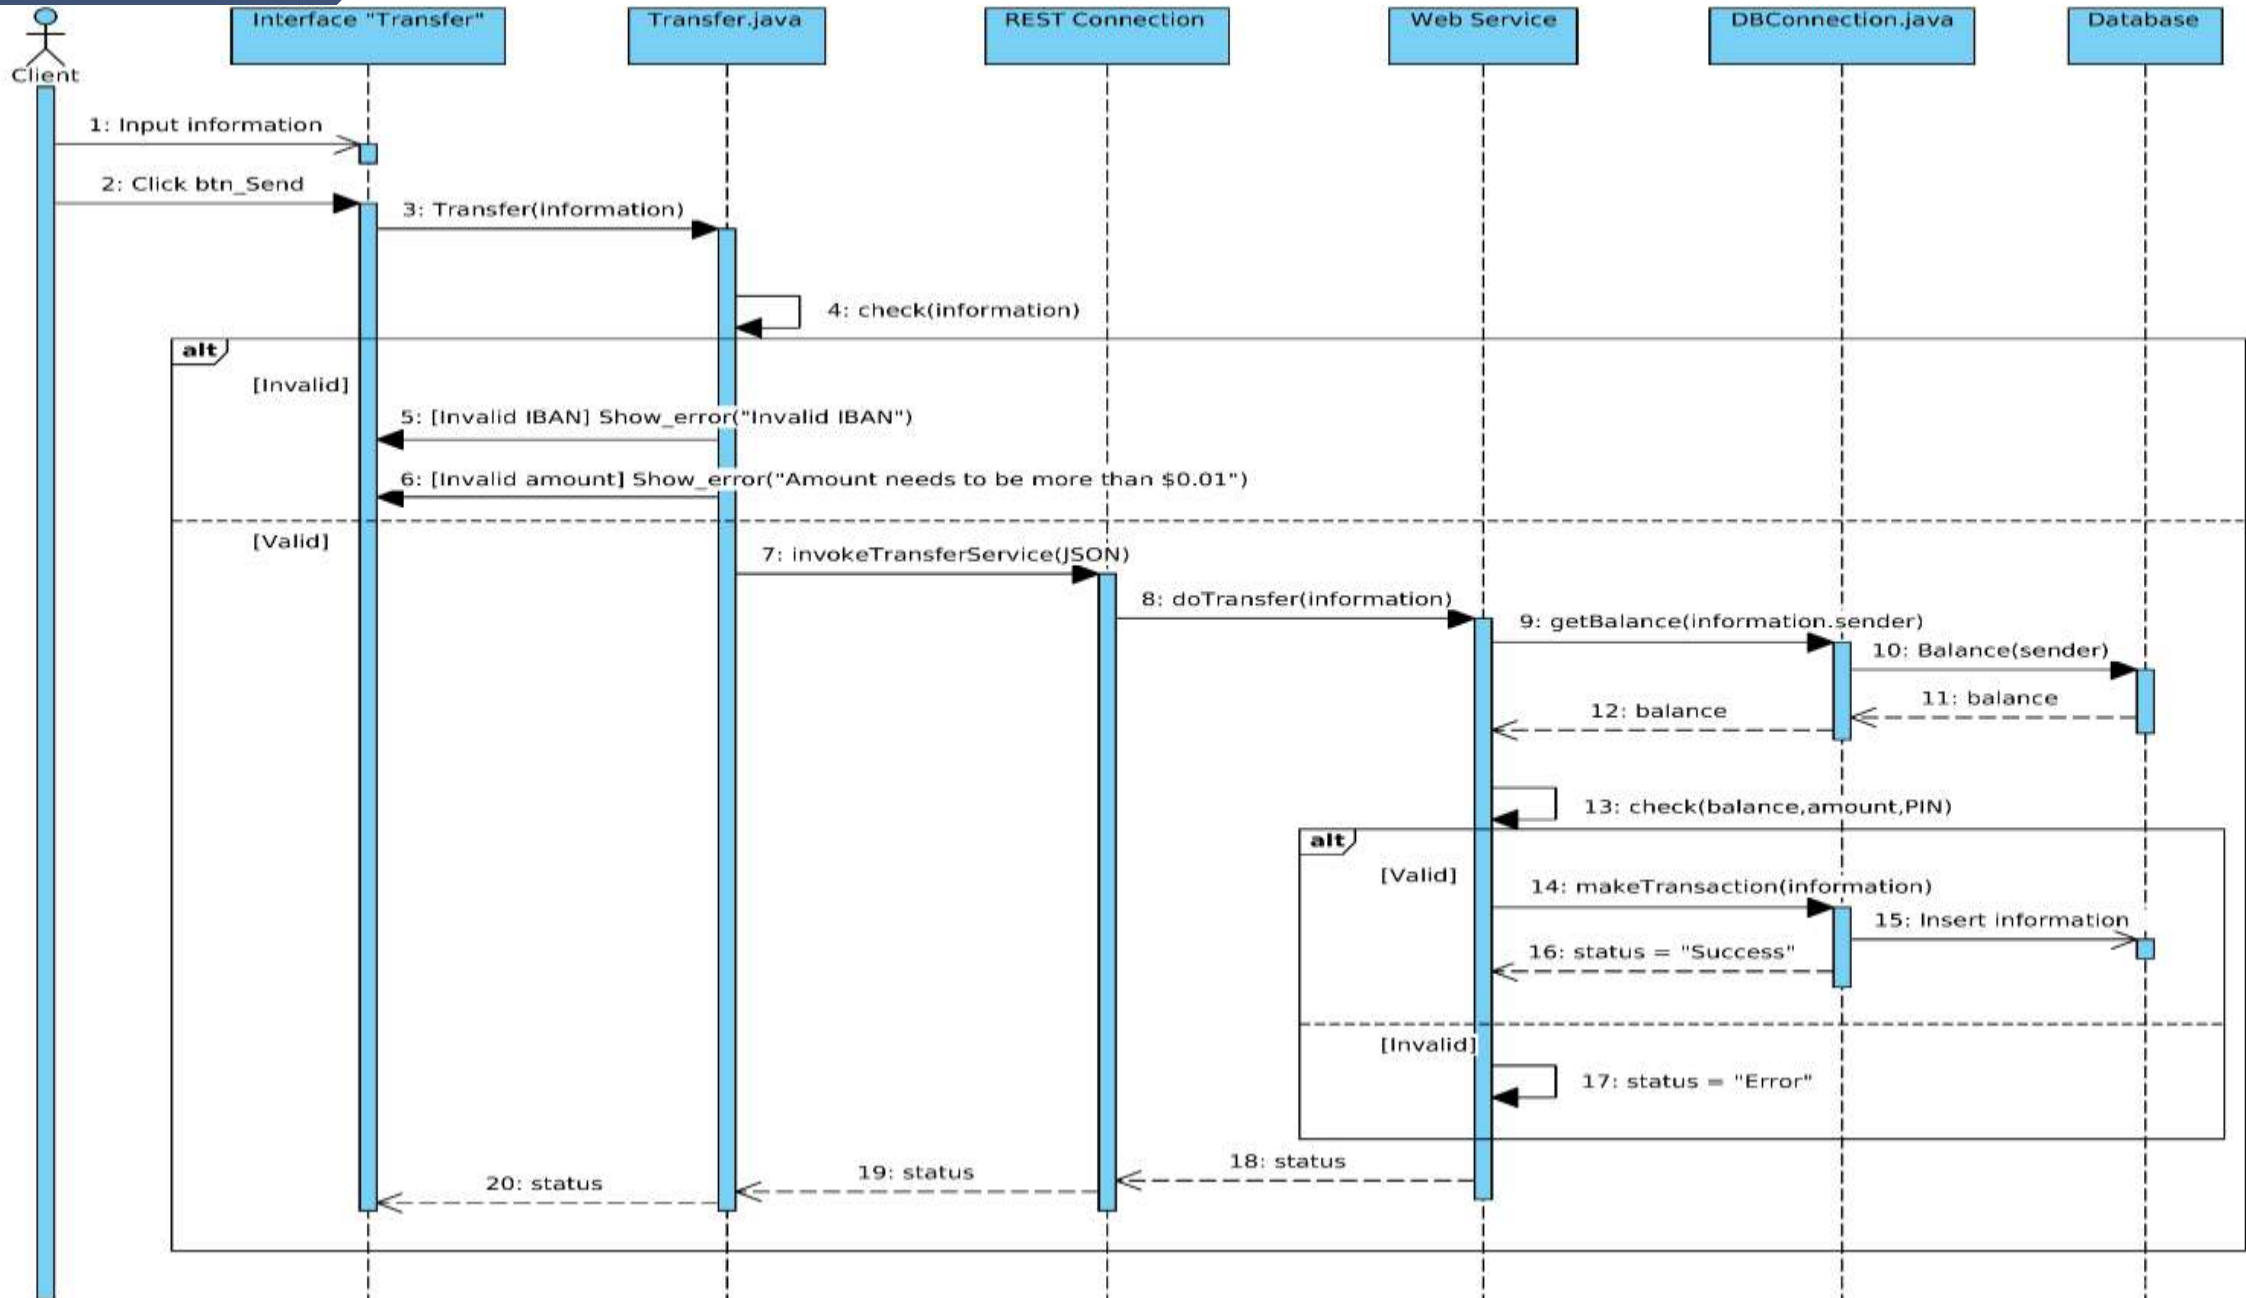 Interface "Transfer"
Transfer.java
REST Connection
Web Service
DBConnection.java
Database
Client
1: Input information
2: Click btn_Send
3: Transfer(information)
4: check(information)
alt
[Invalid]
5: [Invalid IBAN] Show_error("Invalid IBAN")
6: [Invalid amount] Show_error("Amount needs to be more than $0.01")
[Valid]
7: invokeTransferService(JSON)
8: doTransfer(information)
9: getBalance(information.sender)
10: Balance(sender)
11: balance
12: balance
13: check(balance,amount,PIN)
alt
[Valid]
14: makeTransaction(information)
15: Insert information
16: status = "Success"
[Invalid]
17: status = "Error"
18: status
19: status
20: status